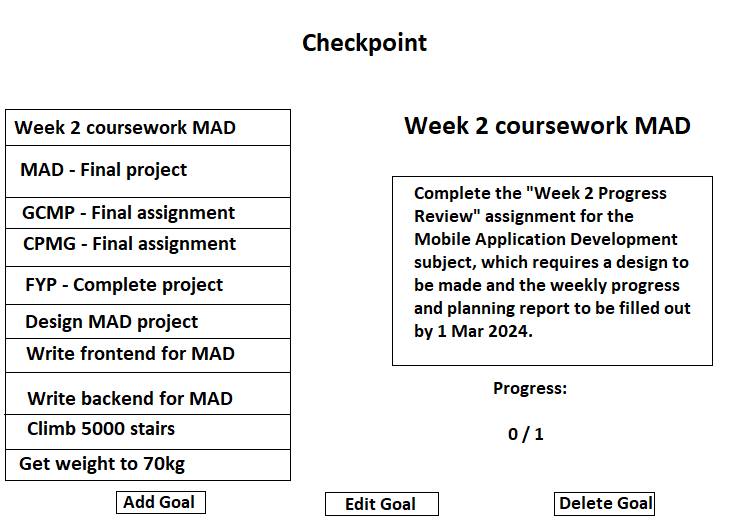 Checkpoint
Week 2 coursework MAD
MAD - Final project
GCMP - Final assignment
CPMG - Final assignment
FYP - Complete project
Design MAD project
Write frontend for MAD
Write backend for MAD
Climb 5000 stairs
Get weight to 70kg
Week 2 coursework MAD
Complete the "Week 2 Progress
Review" assignment for the
Mobile Application Development
subject, which requires a design to
be made and the weekly progress
and planning report to be filled out
by 1 Mar 2024.
Progress:
0 / 1
Add Goal
Edit Goal
Delete Goal